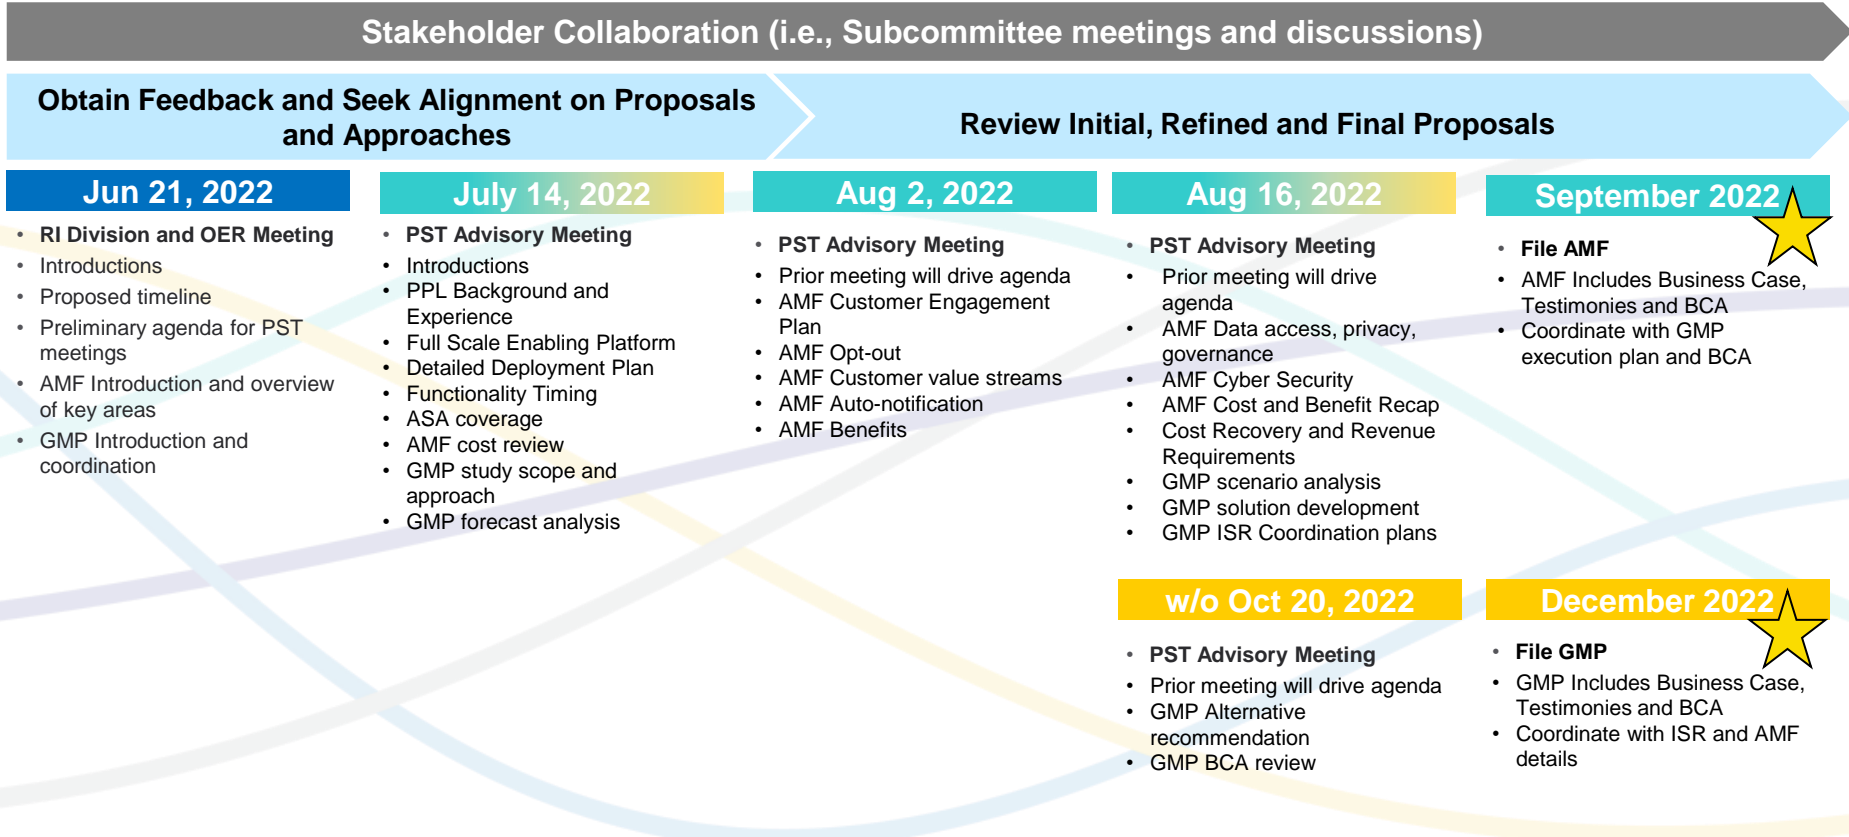 Stakeholder Collaboration (i.e., Subcommittee meetings and discussions)
Obtain Feedback and Seek Alignment on Proposals
and Approaches
Review Initial, Refined and Final Proposals
Jun 21, 2022
• RI Division and OER Meeting
• Introductions
• Proposed timeline
• Preliminary agenda for PST
meetings
• AMF Introduction and overview
of key areas
• GMP Introduction and
coordination
July 14, 2022
• PST Advisory Meeting
• Introductions
• PPL Background and
Experience
• Full Scale Enabling Platform
• Detailed Deployment Plan
• Functionality Timing
• ASA coverage
• AMF cost review
• GMP study scope and
approach
• GMP forecast analysis
Aug 2, 2022
• PST Advisory Meeting
• Prior meeting will drive agenda
• AMF Customer Engagement
Plan
• AMF Opt-out
• AMF Customer value streams
• AMF Auto-notification
• AMF Benefits
Aug 16, 2022
• PST Advisory Meeting
• Prior meeting will drive
agenda
• AMF Data access, privacy,
governance
• AMF Cyber Security
• AMF Cost and Benefit Recap
• Cost Recovery and Revenue
Requirements
• GMP scenario analysis
• GMP solution development
• GMP ISR Coordination plans
September 2022
• File AMF
• AMF Includes Business Case,
Testimonies and BCA
• Coordinate with GMP
execution plan and BCA
w/o Oct 20, 2022
• PST Advisory Meeting
• Prior meeting will drive agenda
• GMP Alternative
recommendation
• GMP BCA review
December 2022
• File GMP
• GMP Includes Business Case,
Testimonies and BCA
• Coordinate with ISR and AMF
details